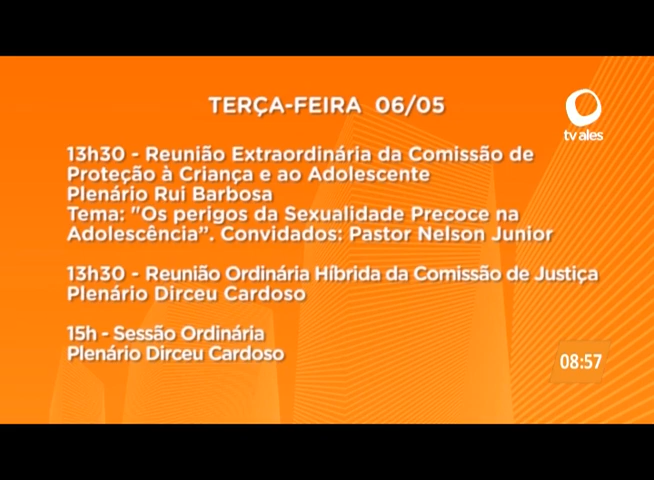 TERÇA-FEIRA 06/05
tv ales
13h30 - Reunião Extraordinária da Comissão de
Proteção à Criança e ao Adolescente
Plenário Rui Barbosa
Tema: "Os perigos da Sexualidade Precoce na
Adolescência”. Convidados: Pastor Nelson Junior
13h30 - Reunião Ordinária Híbrida da Comissão de Justiça
Plenário Dirceu Cardoso
15h - Sessão Ordinária
Plenário Dirceu Cardoso
08:57